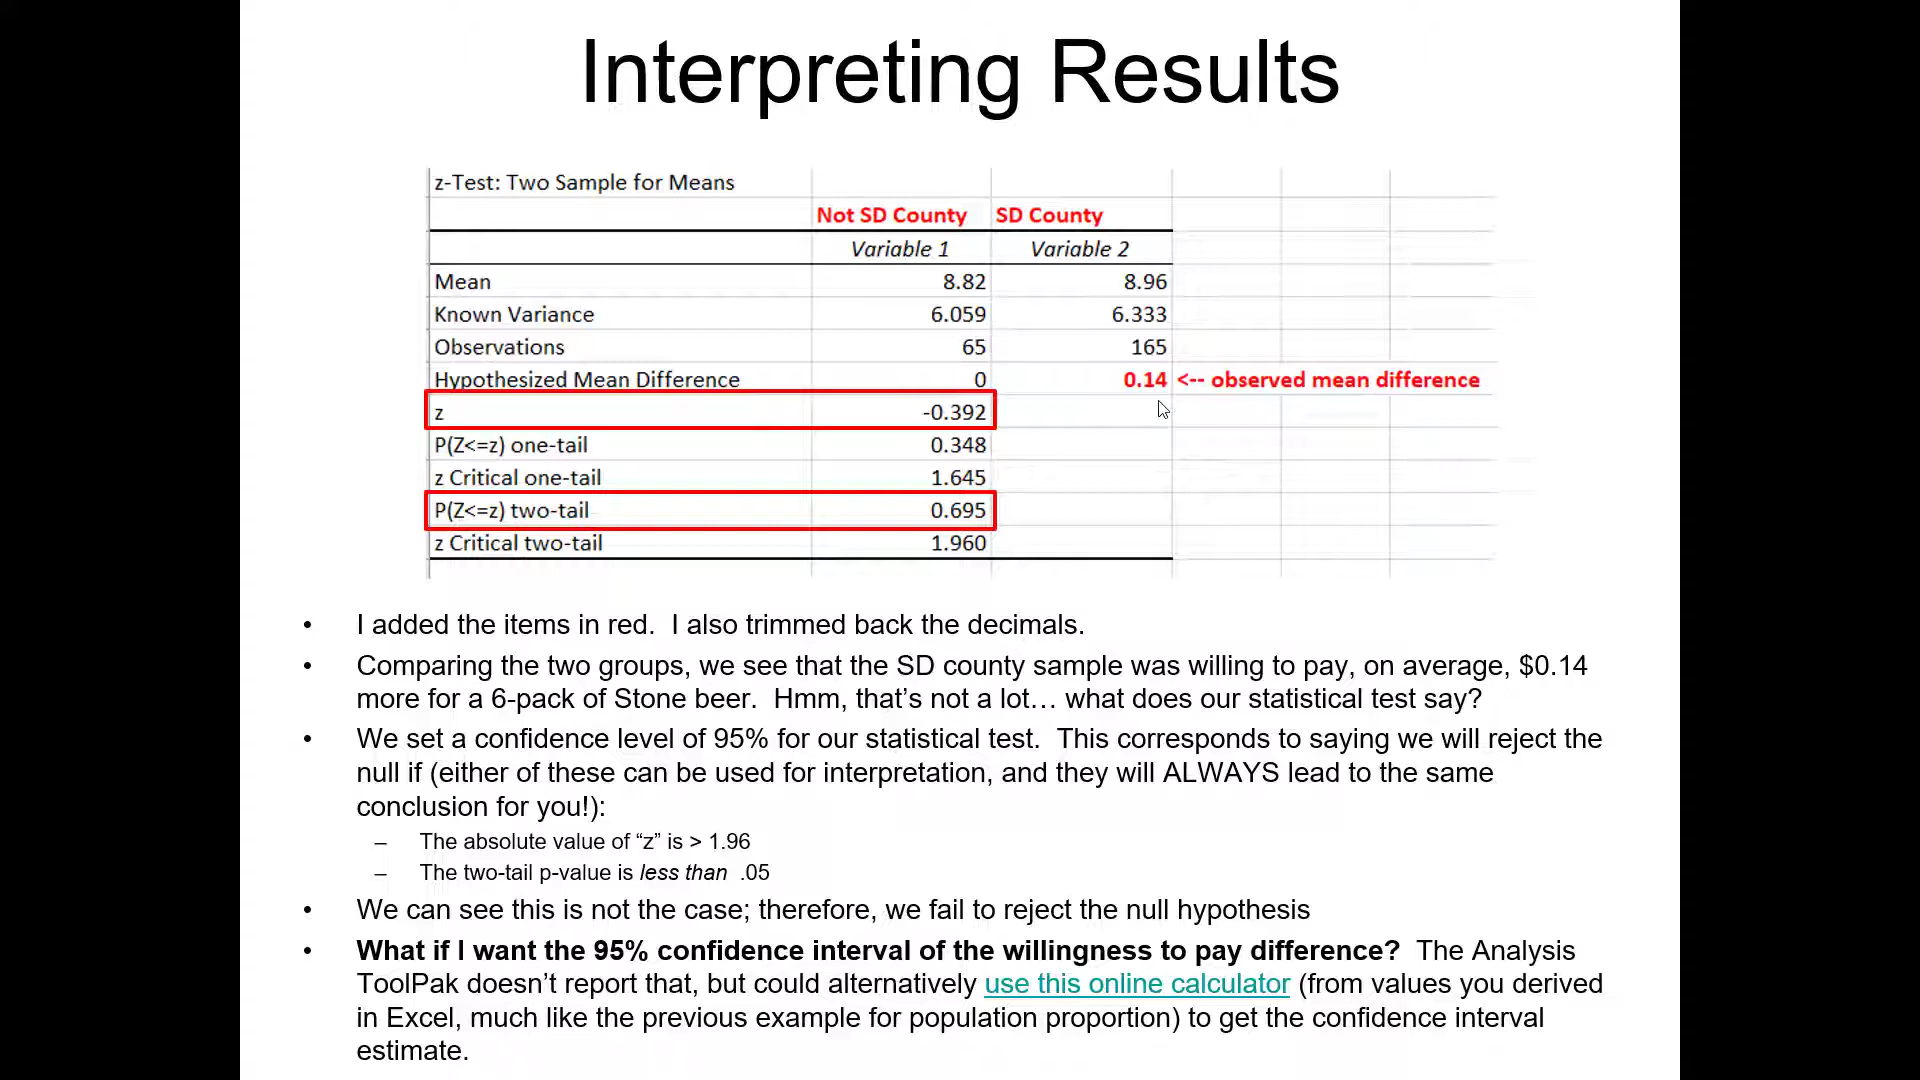 Interpreting Results
z-Test: Two Sample for Means
Not SD County SD County
Variable 1 Variable 2
Mean 8.82 8.96
Known Variance 6.059 6.333
Observations 65 165
Hypothesized Mean Difference 0 0.14 <-- observed mean difference
z -0.392
P(Z<=z) one-tail 0.348
z Critical one-tail 1.645
P(Z<=z) two-tail 0.695
z Critical two-tail 1.960
• I added the items in red. I also trimmed back the decimals.
• Comparing the two groups, we see that the SD county sample was willing to pay, on average, $0.14
more for a 6-pack of Stone beer. Hmm, that’s not a lot… what does our statistical test say?
• We set a confidence level of 95% for our statistical test. This corresponds to saying we will reject the
null if (either of these can be used for interpretation, and they will ALWAYS lead to the same
conclusion for you!):
– The absolute value of “z” is > 1.96
– The two-tail p-value is less than .05
• We can see this is not the case; therefore, we fail to reject the null hypothesis
• What if I want the 95% confidence interval of the willingness to pay difference? The Analysis
ToolPak doesn’t report that, but could alternatively use this online calculator (from values you derived
in Excel, much like the previous example for population proportion) to get the confidence interval
estimate.